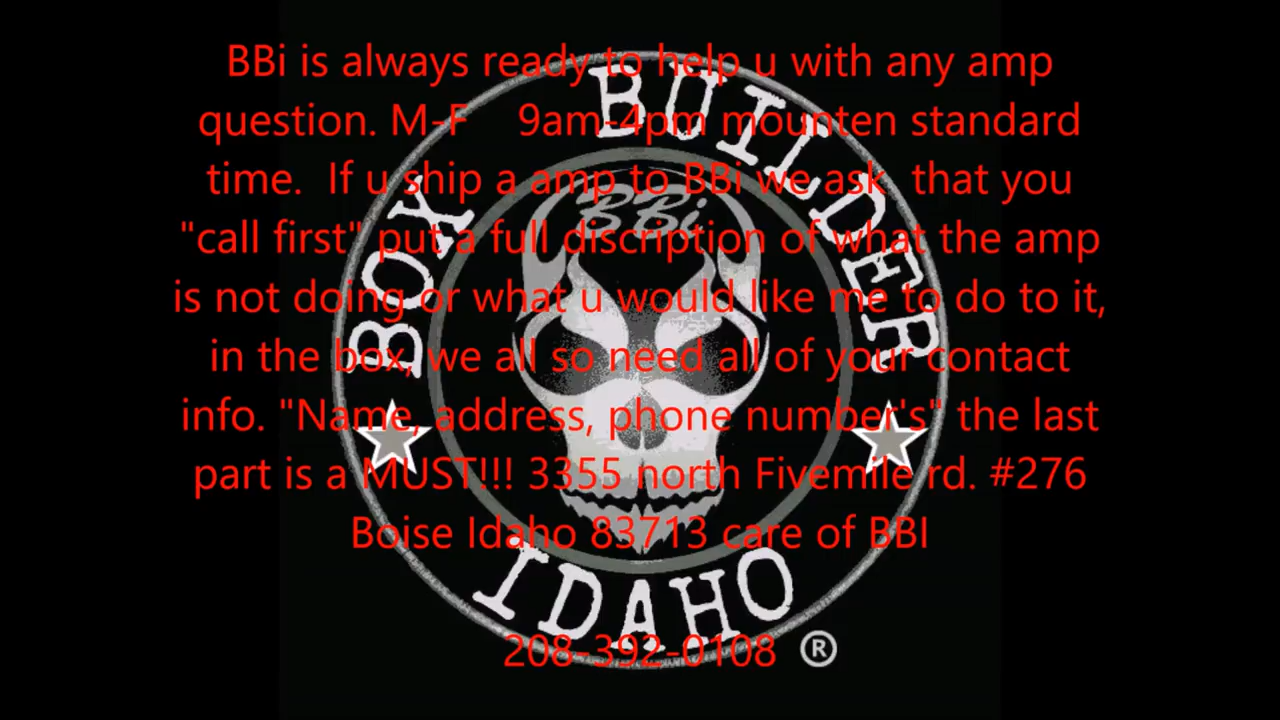 BBi is always ready to help u with any amp
question. M-F 9am-4pm mounten standard
time. If u ship a amp to BBi we ask that you
"call first" put a full discription of what the amp
is not doing or what u would like me to do to it,
in the box, we all so need all of your contact
info. "Name, address, phone number's" the last
part is a MUST!!! 3355 north Fivemile rd. #276
Boise Idaho 83713 care of BBI
208-392-0108 ®
BOX BUILDER
BBi
IDAHO